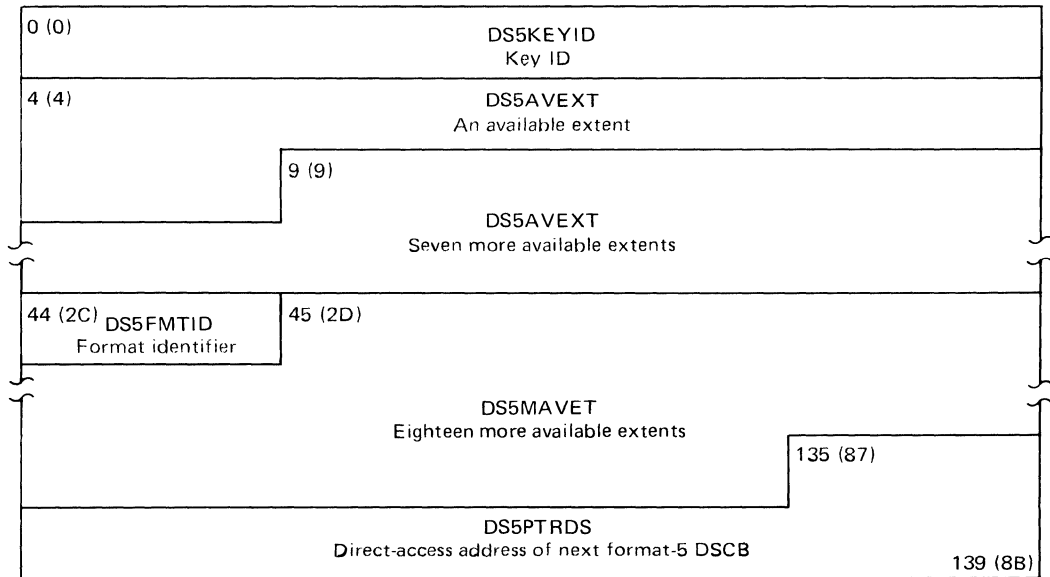 0 (0)
DS5KEYID
Key ID
4 (4)
DS5AVEXT
An available extent
9 (9)
DS5AVEXT
Seven more available extents
44 (2C) DS5FMTID
Format identifier
45 (2D)
DS5MAVET
Eighteen more available extents
135 (87)
DS5PTRDS
Direct-access address of next format-5 DSCB
139 (8B)